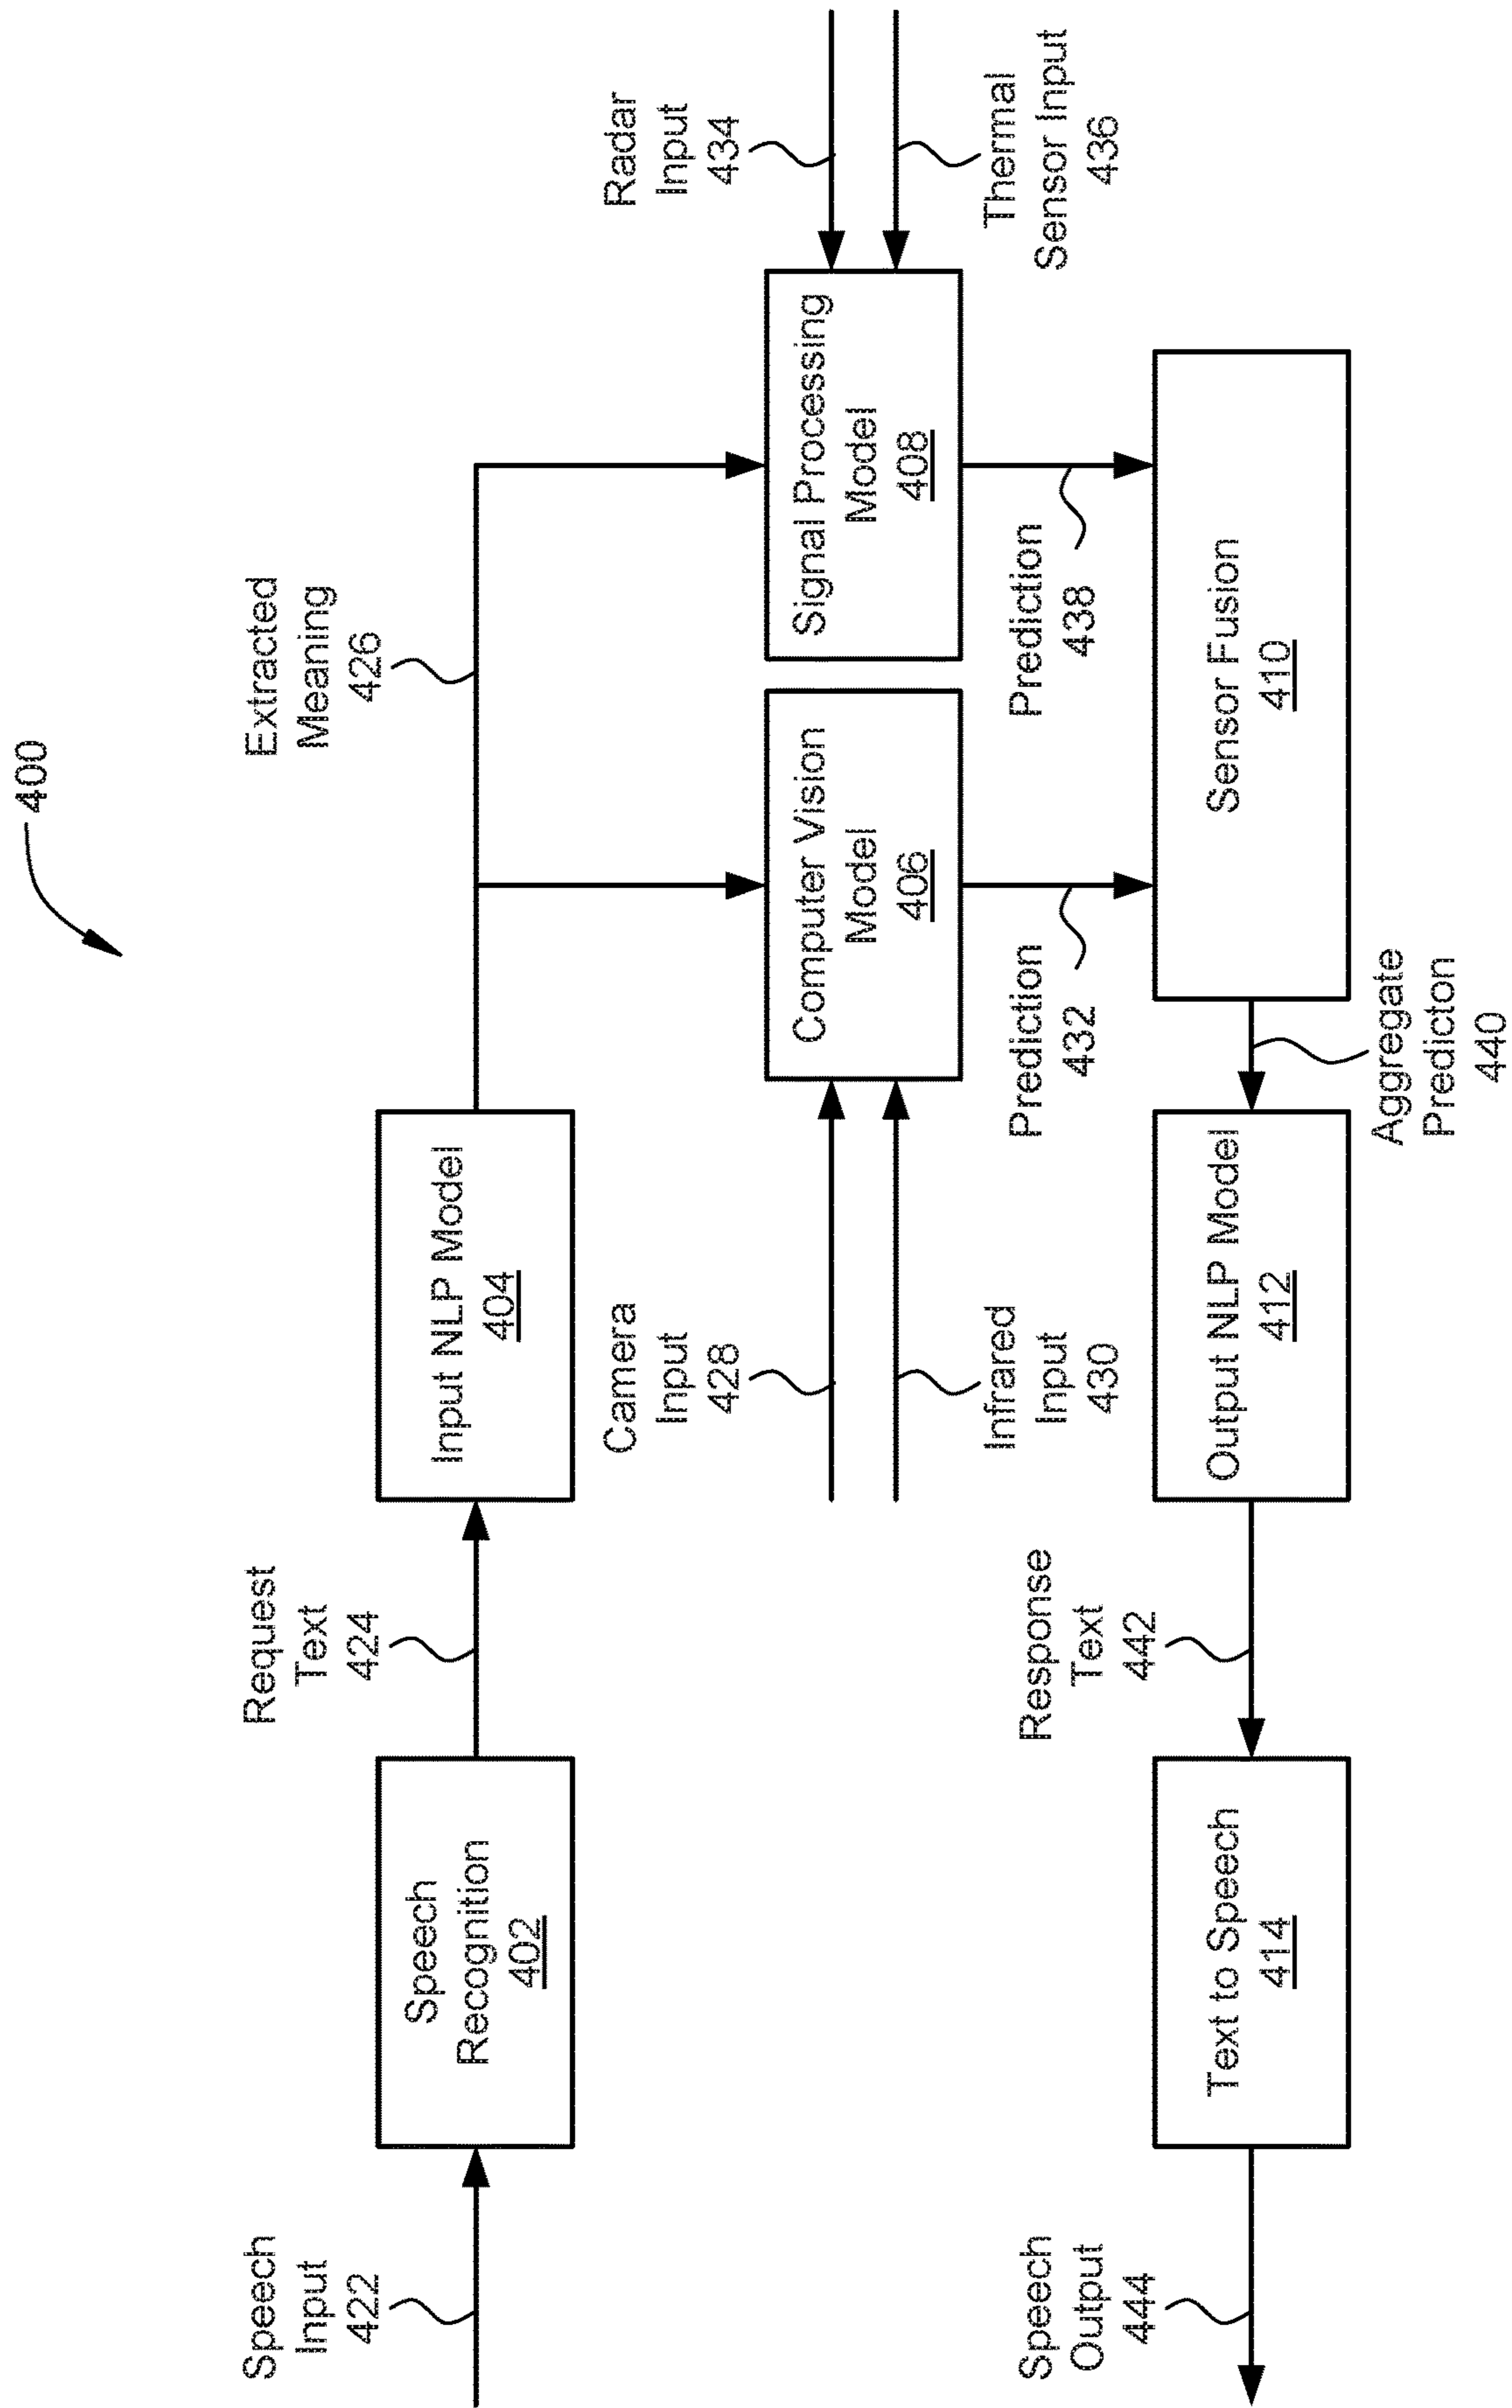 400
Speech
Input
422
Speech
Recognition
402
Request
Text
424
Input NLP Model
404
Extracted
Meaning
426
Camera
Input
428
Infrared
Input
430
Computer Vision
Model
406
Signal Processing
Model
408
Radar
Input
434
Thermal
Sensor Input
436
Prediction
432
Prediction
438
Sensor Fusion
410
Aggregate
Predicton
440
Output NLP Model
412
Response
Text
442
Text to Speech
414
Speech
Output
444